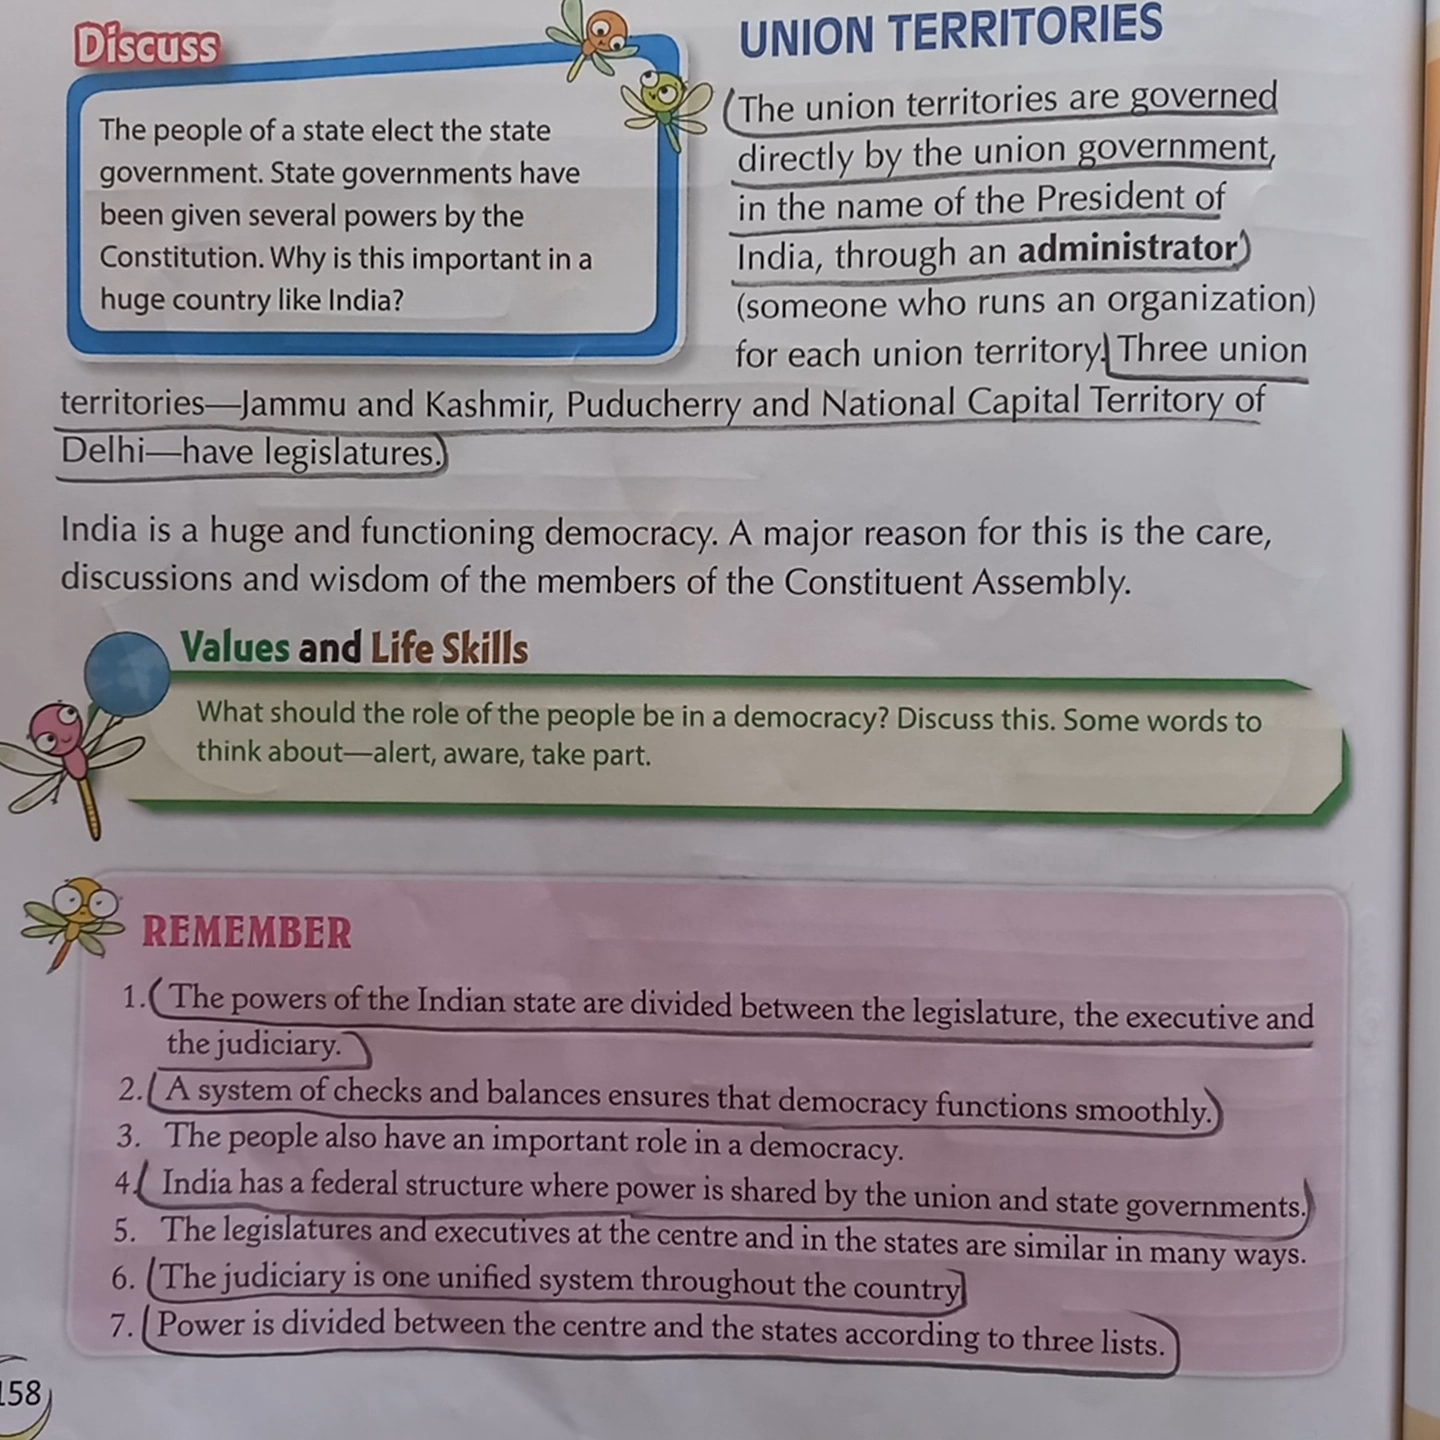 Discuss
The people of a state elect the state
government. State governments have
been given several powers by the
Constitution. Why is this important in a
huge country like India?
UNION TERRITORIES
The union territories are governed
directly by the union government,
in the name of the President of
India, through an administrator
(someone who runs an organization)
for each union territory. Three union
territories—Jammu and Kashmir, Puducherry and National Capital Territory of
Delhi—have legislatures.
India is a huge and functioning democracy. A major reason for this is the care,
discussions and wisdom of the members of the Constituent Assembly.
Values and Life Skills
What should the role of the people be in a democracy? Discuss this. Some words to
think about—alert, aware, take part.
REMEMBER
1. The powers of the Indian state are divided between the legislature, the executive and
the judiciary.
2. A system of checks and balances ensures that democracy functions smoothly.
3. The people also have an important role in a democracy.
4. India has a federal structure where power is shared by the union and state governments.
5. The legislatures and executives at the centre and in the states are similar in many ways.
6. The judiciary is one unified system throughout the country
7. Power is divided between the centre and the states according to three lists.
158